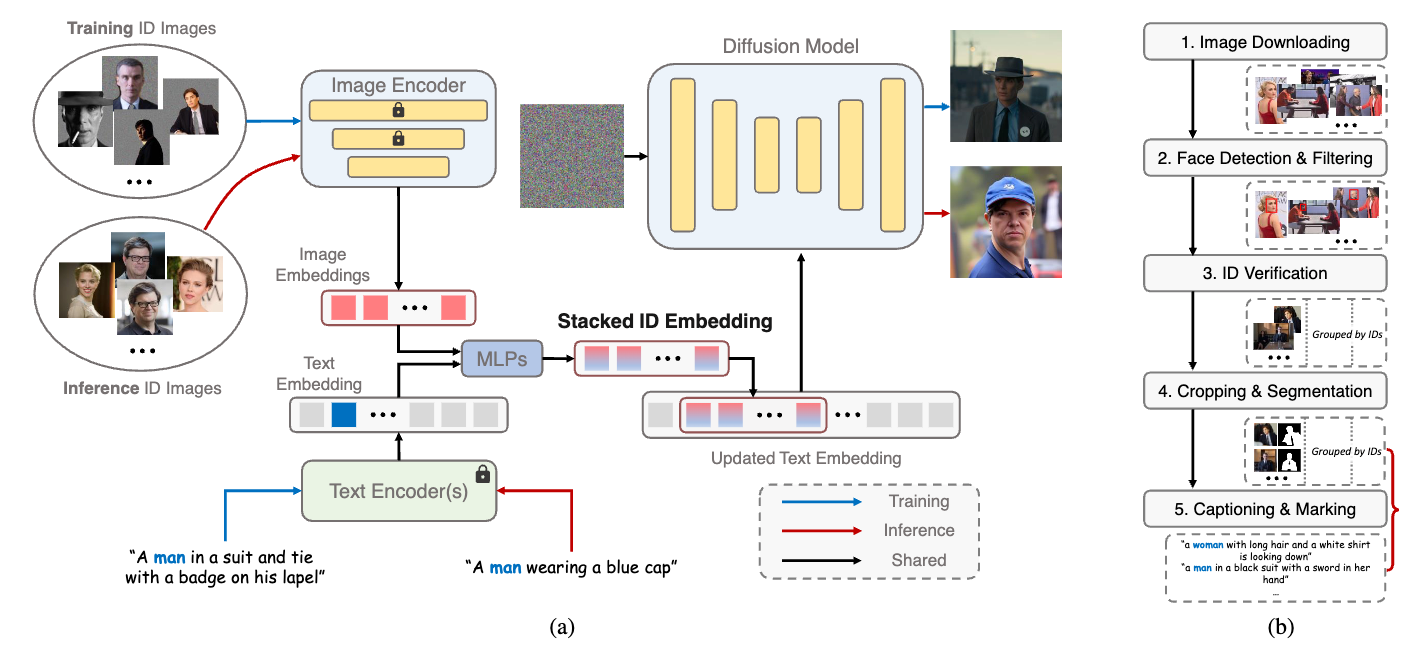 Training ID Images
Image Encoder
Diffusion Model
Image
Embeddings
Stacked ID Embedding
MLPs
Text
Embedding
Inference ID Images
Updated Text Embedding
Text Encoder(s)
Training
Inference
Shared
“A man in a suit and tie
with a badge on his lapel”
“A man wearing a blue cap”
(a)
1. Image Downloading
2. Face Detection & Filtering
3. ID Verification
Grouped by IDs
4. Cropping & Segmentation
Grouped by IDs
5. Captioning & Marking
“a woman with long hair and a white shirt
is looking down”
“a man in a black suit with a sword in her
hand”
...
(b)